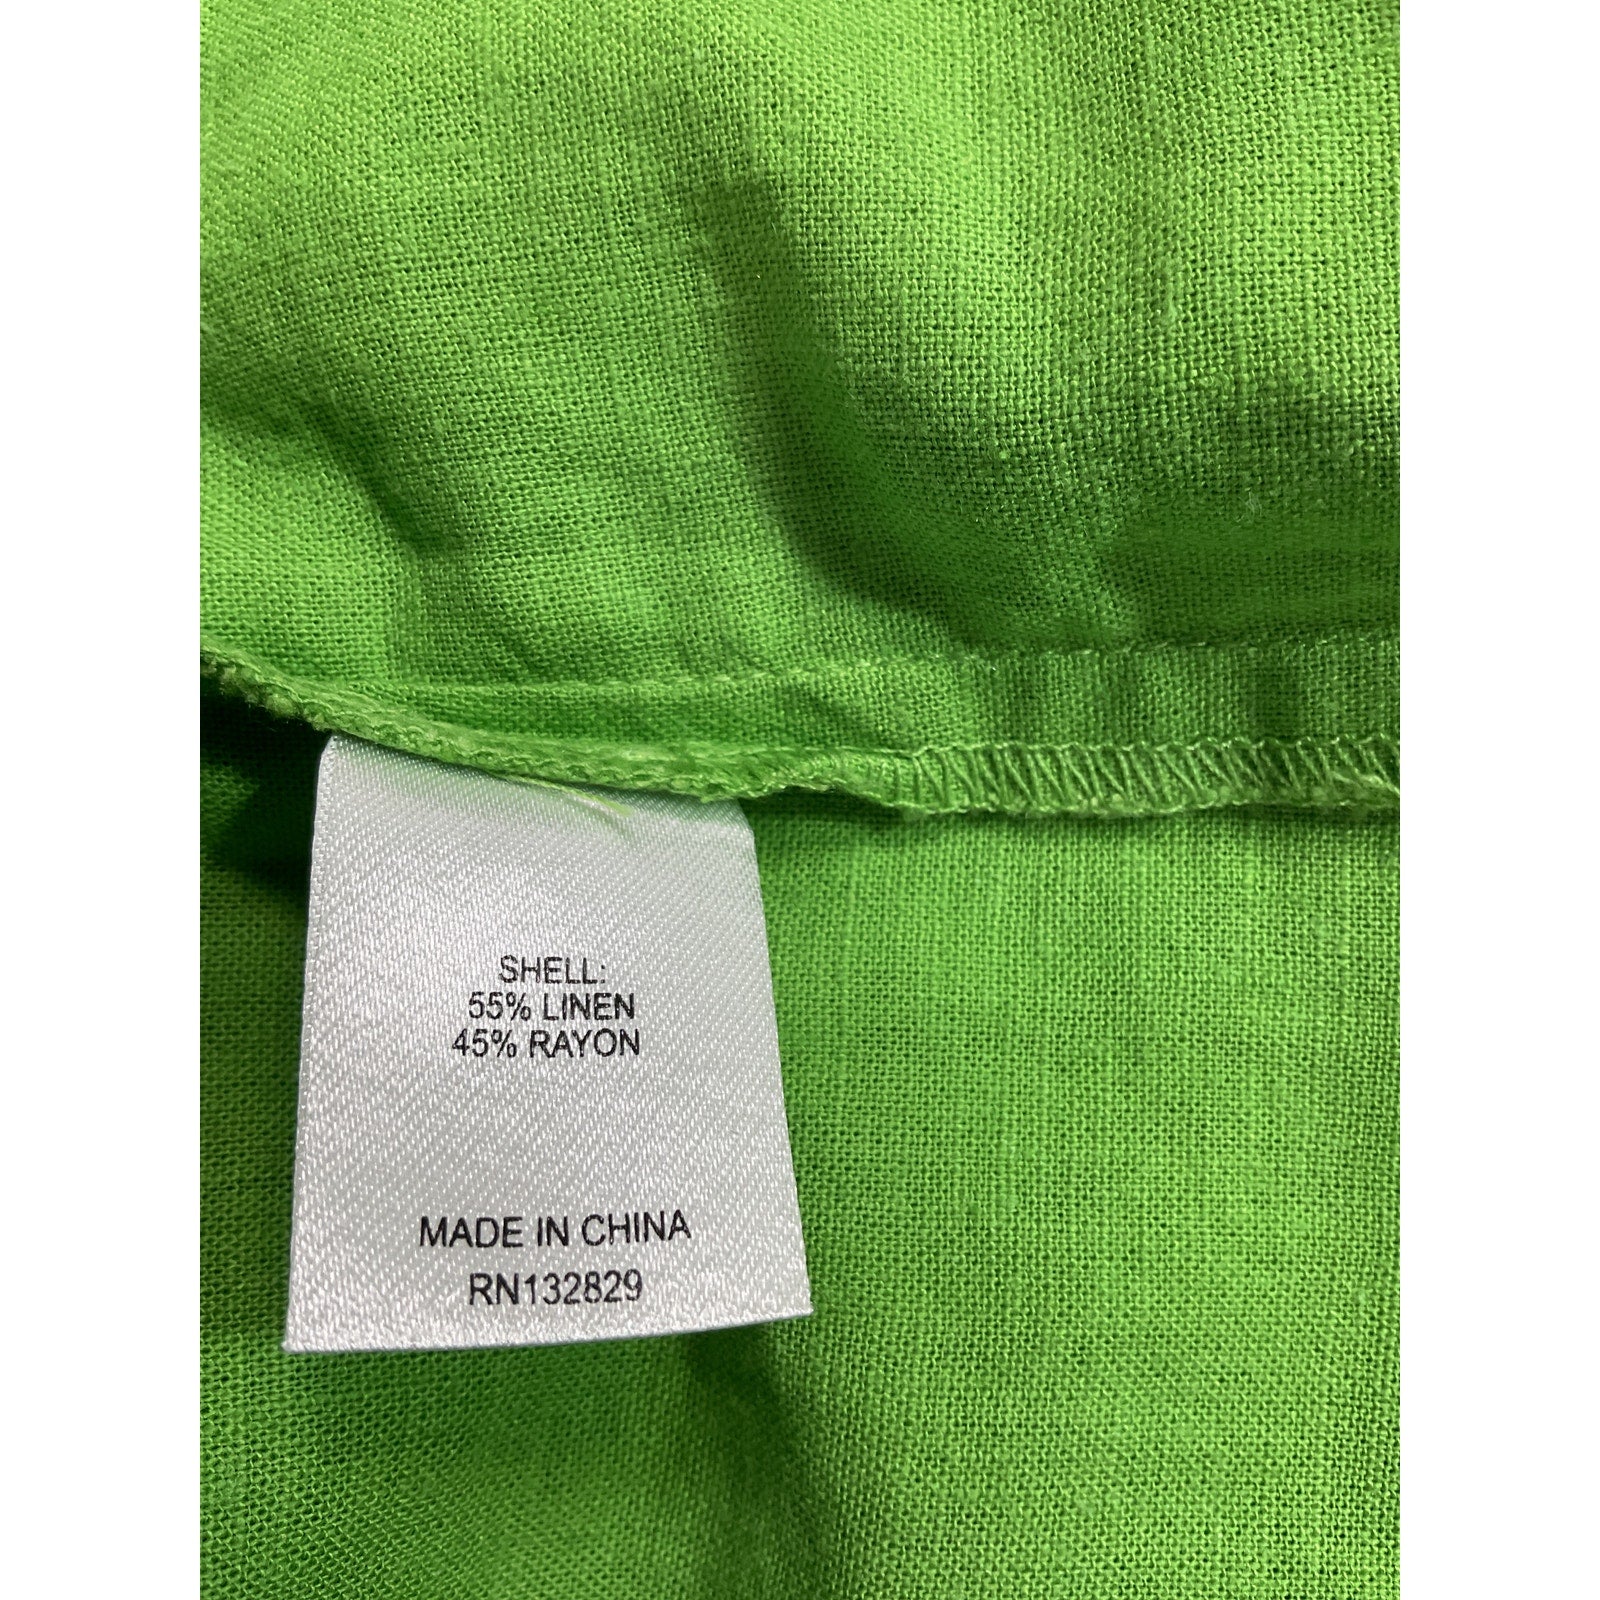 SHELL:
55% LINEN
45% RAYON
MADE IN CHINA
RN132829